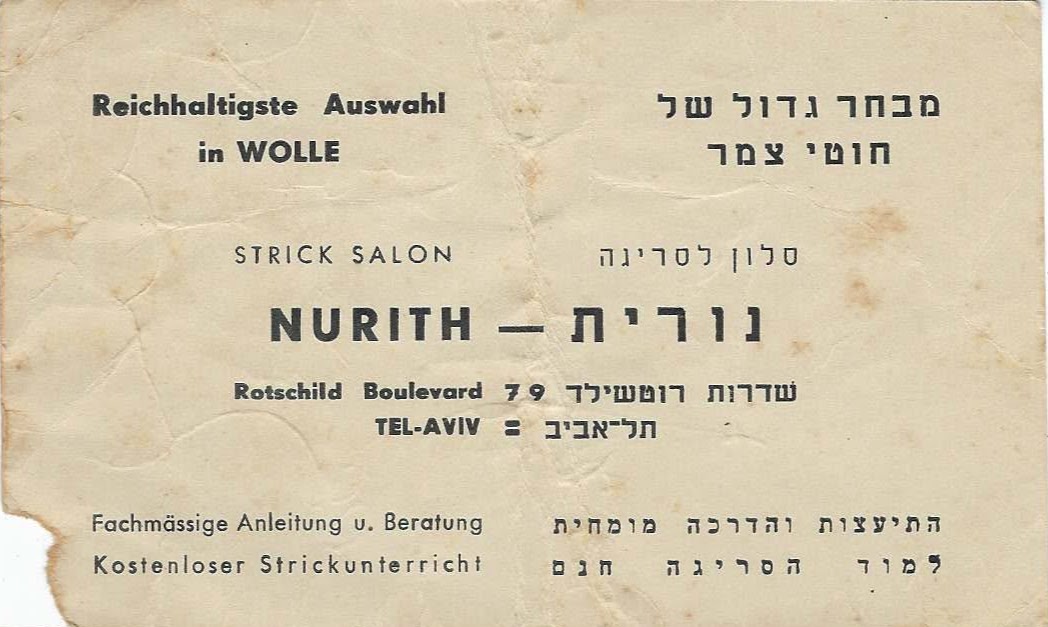 Reichhaltigste Auswahl מבחר גדול של
in WOLLE חוטי צמר
STRICK SALON סלון לסריגה
NURITH — נורית
Rotschild Boulevard 79 שדרות רוטשילד
TEL-AVIV = תל-אביב
Fachmässige Anleitung u. Beratung התיעצות והדרכה מומחית
Kostenloser Strickunterricht למוד הסריגה חנם